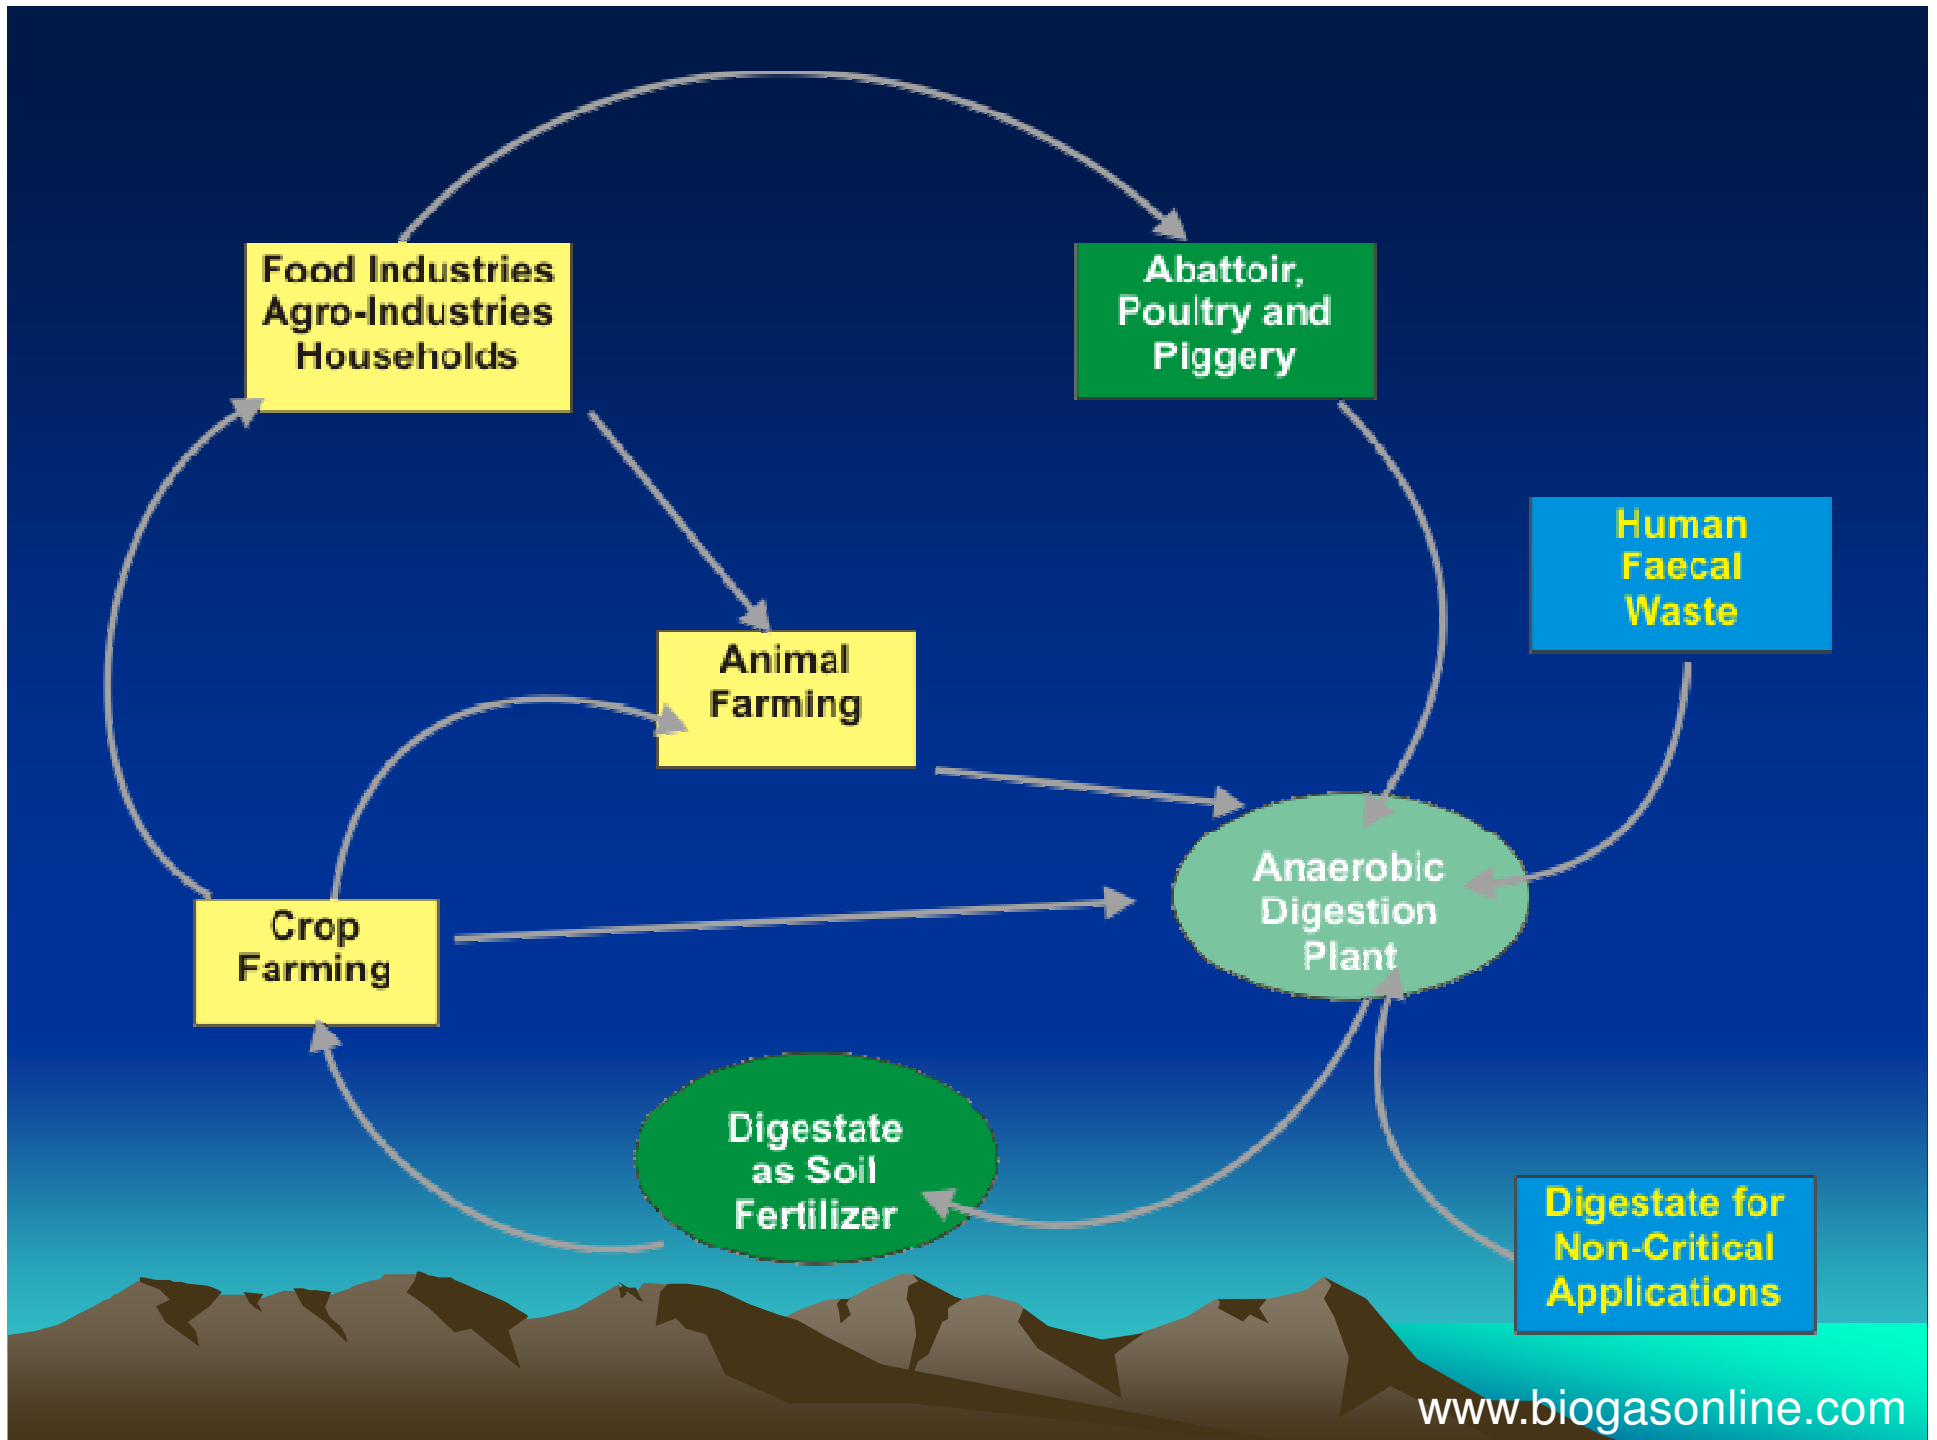 Food Industries
Agro-Industries
Households
Abattoir,
Poultry and
Piggery
Human
Faecal
Waste
Animal
Farming
Anaerobic
Digestion
Plant
Crop
Farming
Digestate
as Soil
Fertilizer
Digestate for
Non-Critical
Applications
www.biogasonline.com